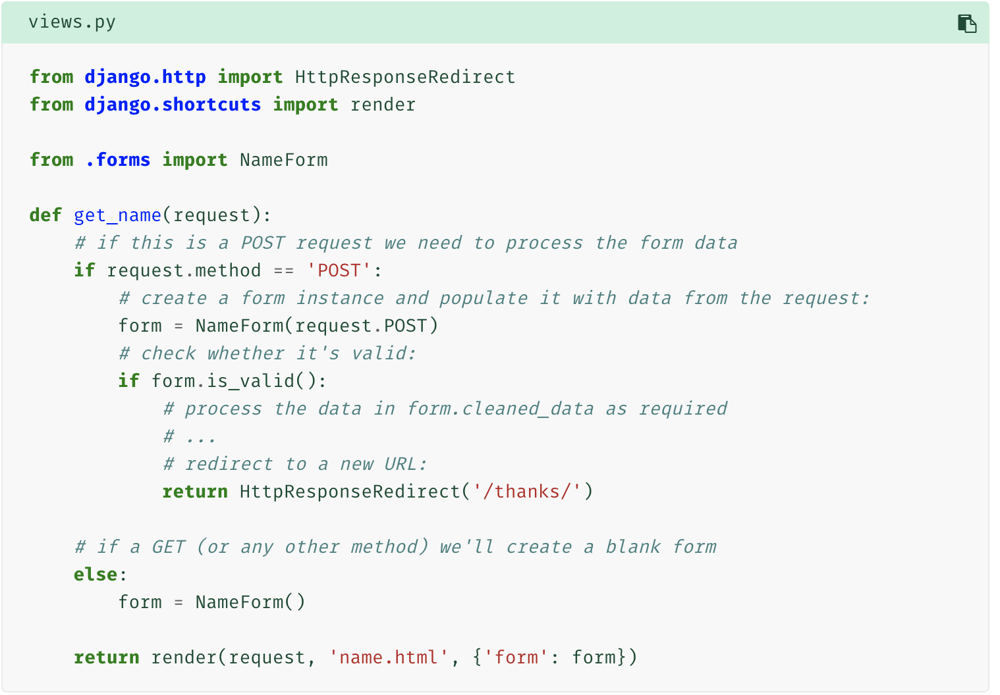 views.py
from django.http import HttpResponseRedirect
from django.shortcuts import render

from .forms import NameForm

def get_name(request):
    # if this is a POST request we need to process the form data
    if request.method == 'POST':
        # create a form instance and populate it with data from the request:
        form = NameForm(request.POST)
        # check whether it's valid:
        if form.is_valid():
            # process the data in form.cleaned_data as required
            # ...
            # redirect to a new URL:
            return HttpResponseRedirect('/thanks/')

    # if a GET (or any other method) we'll create a blank form
    else:
        form = NameForm()

    return render(request, 'name.html', {'form': form})